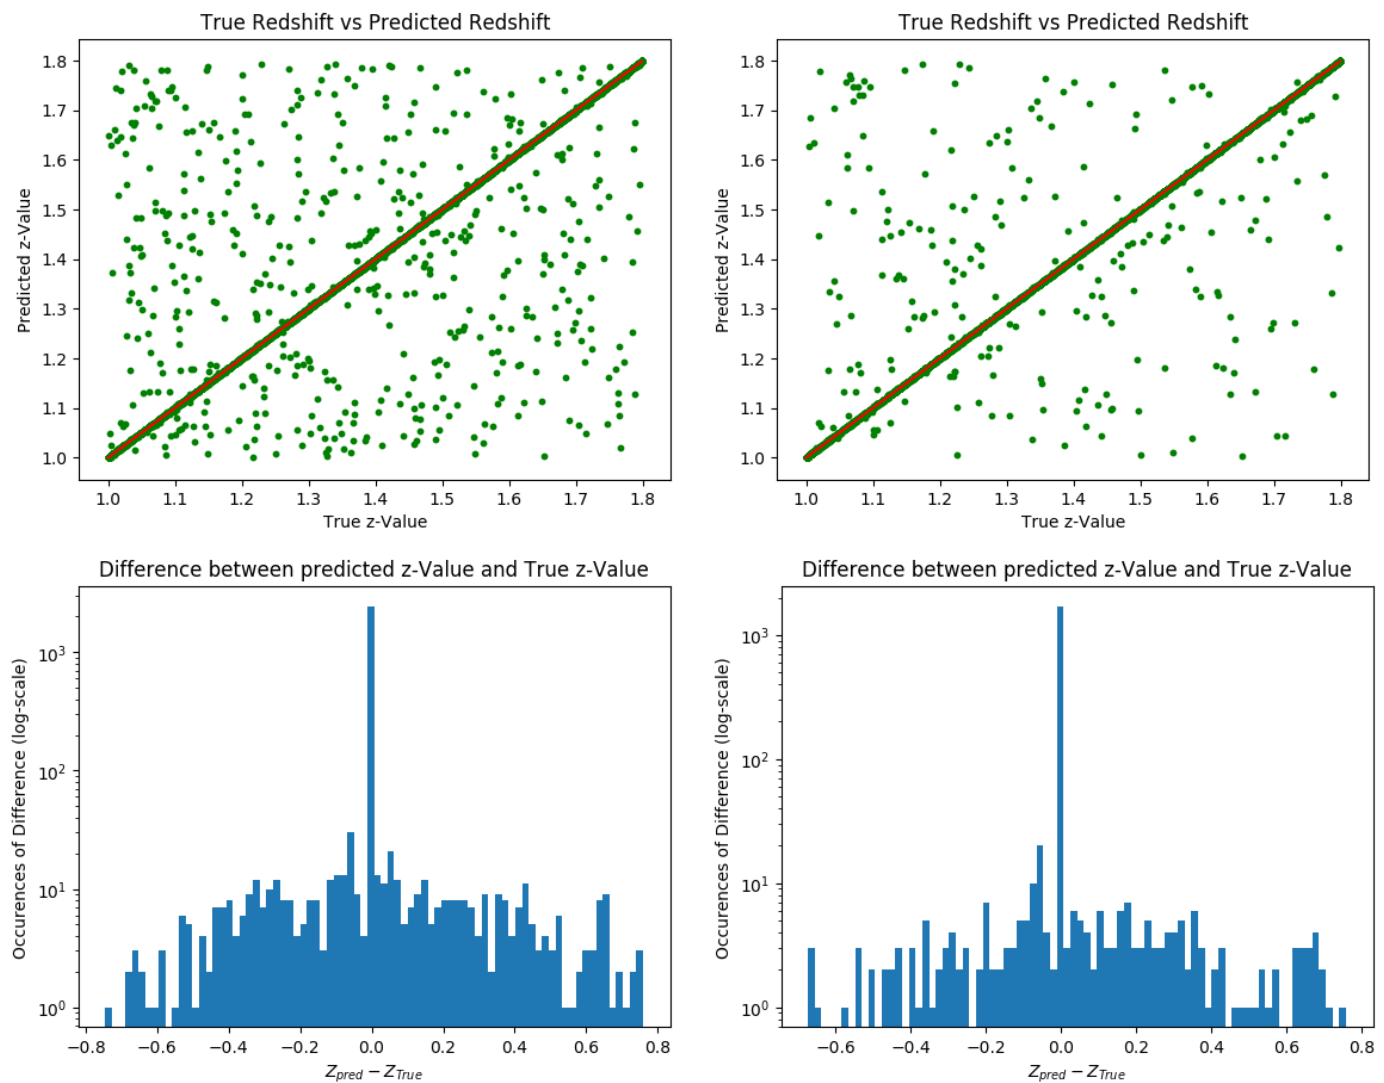 True Redshift vs Predicted Redshift
Predicted z-Value
1.8
1.7
1.6
1.5
1.4
1.3
1.2
1.1
1.0
1.0 1.1 1.2 1.3 1.4 1.5 1.6 1.7 1.8
True z-Value
True Redshift vs Predicted Redshift
Predicted z-Value
1.8
1.7
1.6
1.5
1.4
1.3
1.2
1.1
1.0
1.0 1.1 1.2 1.3 1.4 1.5 1.6 1.7 1.8
True z-Value
Difference between predicted z-Value and True z-Value
Occurences of Difference (log-scale)
10³
10²
10¹
10⁰
−0.8 −0.6 −0.4 −0.2 0.0 0.2 0.4 0.6 0.8
Zpred − ZTrue
Difference between predicted z-Value and True z-Value
Occurences of Difference (log-scale)
10³
10²
10¹
10⁰
−0.6 −0.4 −0.2 0.0 0.2 0.4 0.6 0.8
Zpred − ZTrue